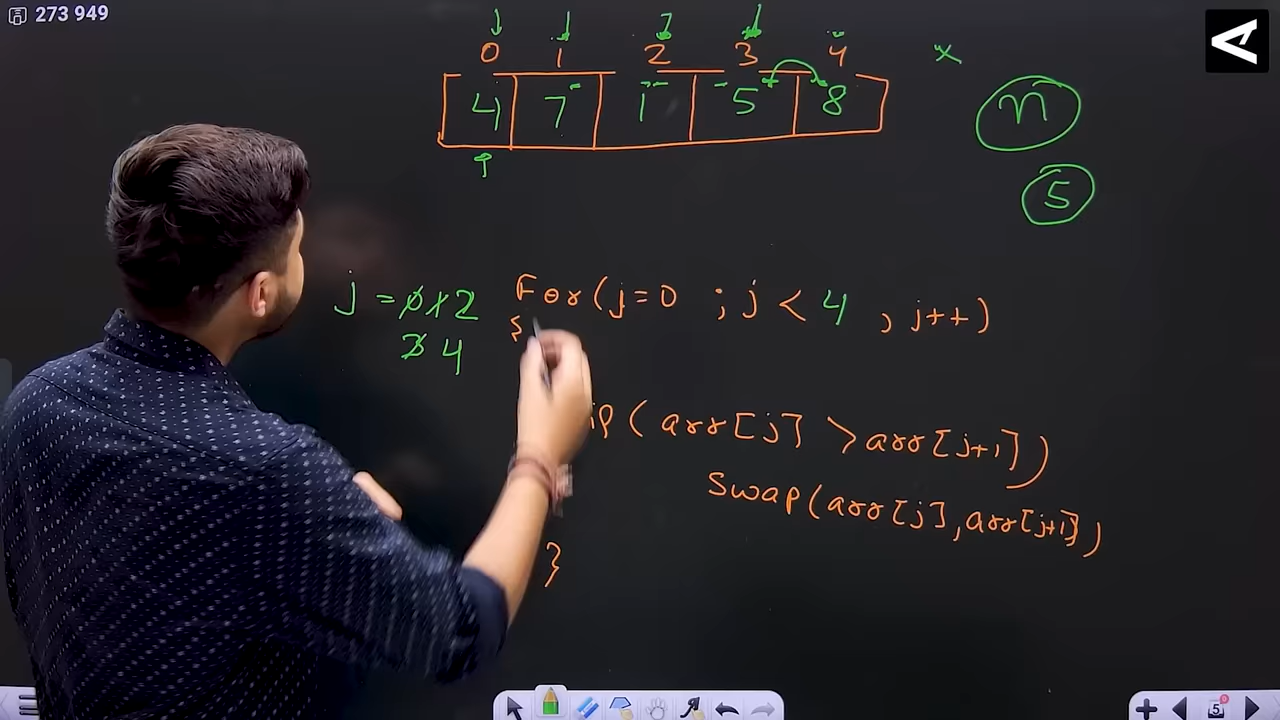 273 949
0 1 2 3 4 x
4 7 1 5 8
n
5
j = 0 1 2
3 4
For(j=0 ; j < 4 , j++)
{
(arr[j] > arr[j+1])
Swap(arr[j],arr[j+1])
}
5